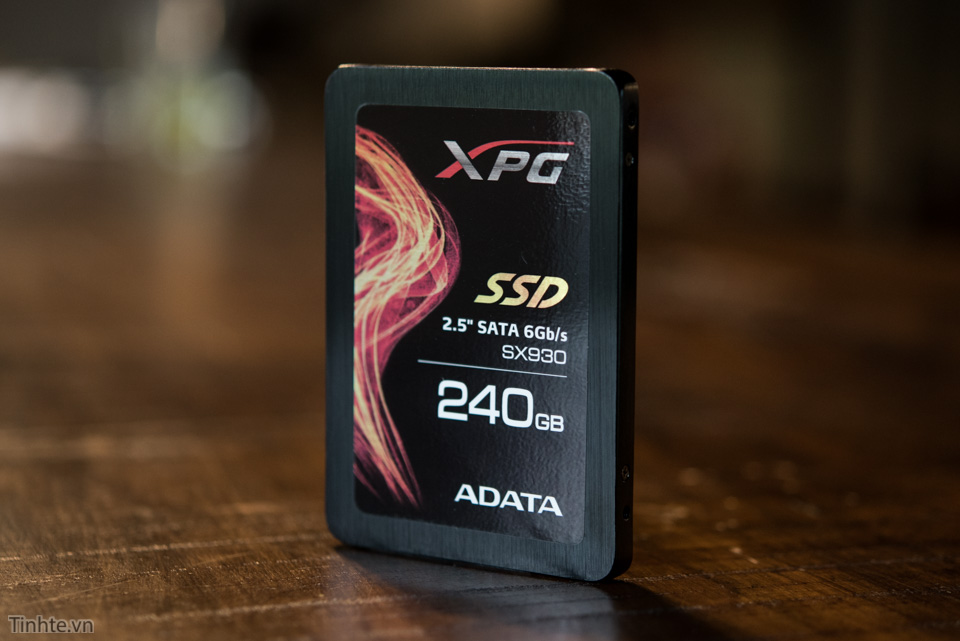 XPG
SSD
2.5" SATA 6Gb/s
SX930
240GB
ADATA
Tinhte.vn